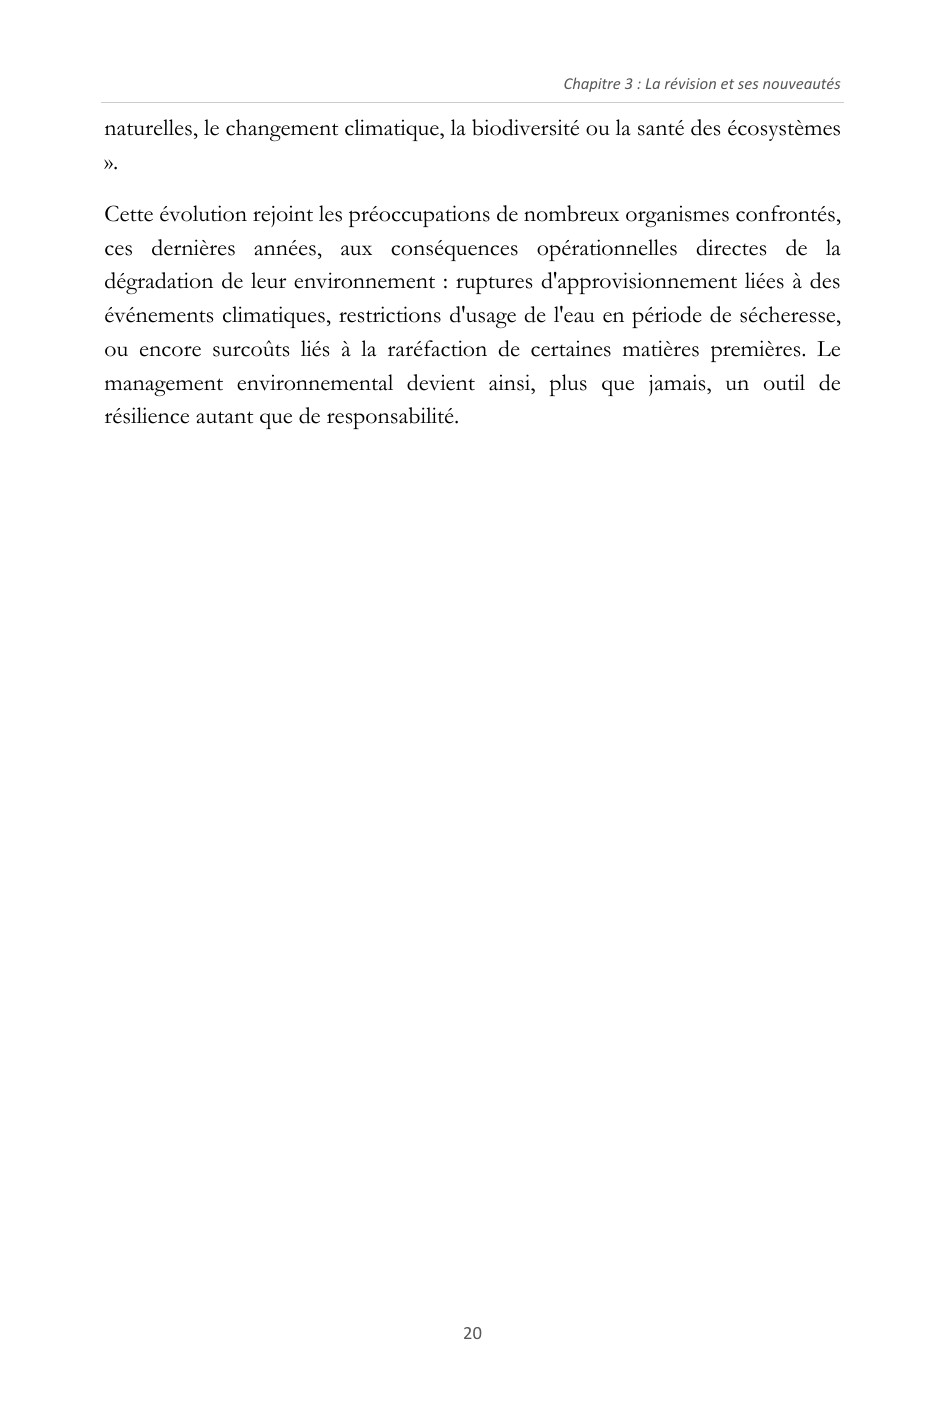 Chapitre 3 : La révision et ses nouveautés
naturelles, le changement climatique, la biodiversité ou la santé des écosystèmes
».
Cette évolution rejoint les préoccupations de nombreux organismes confrontés,
ces dernières années, aux conséquences opérationnelles directes de la
dégradation de leur environnement : ruptures d'approvisionnement liées à des
événements climatiques, restrictions d'usage de l'eau en période de sécheresse,
ou encore surcoûts liés à la raréfaction de certaines matières premières. Le
management environnemental devient ainsi, plus que jamais, un outil de
résilience autant que de responsabilité.
20